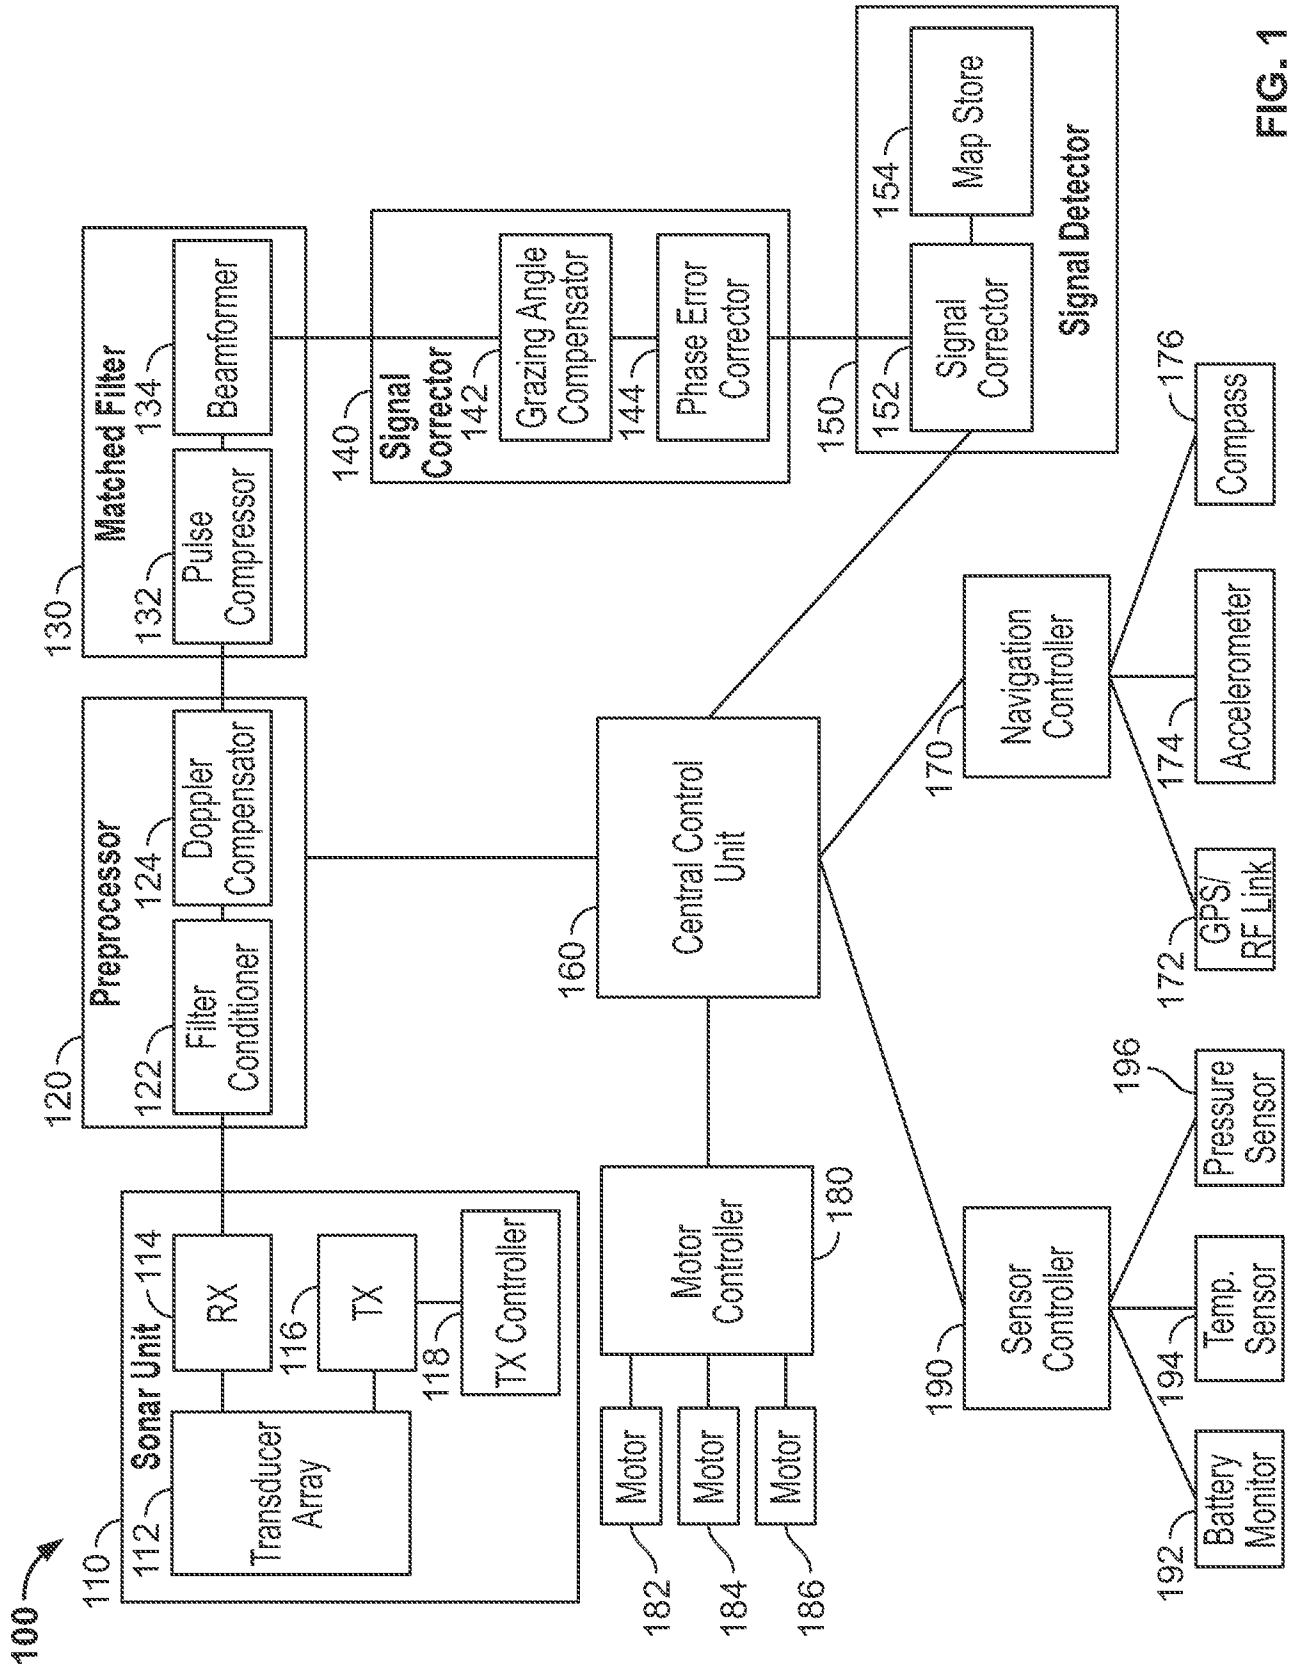 100
110
Sonar Unit
112
Transducer
Array
114
RX
116
TX
118
TX Controller
120
Preprocessor
122
Filter
Conditioner
124
Doppler
Compensator
130
Matched Filter
132
Pulse
Compressor
134
Beamformer
140
Signal
Corrector
142
Grazing Angle
Compensator
144
Phase Error
Corrector
150
152
Signal
Corrector
154
Map Store
Signal Detector
160
Central Control
Unit
180
Motor
Controller
182
Motor
184
Motor
186
Motor
190
Sensor
Controller
192
Battery
Monitor
194
Temp.
Sensor
196
Pressure
Sensor
170
Navigation
Controller
172
GPS/
RF Link
174
Accelerometer
176
Compass
FIG. 1